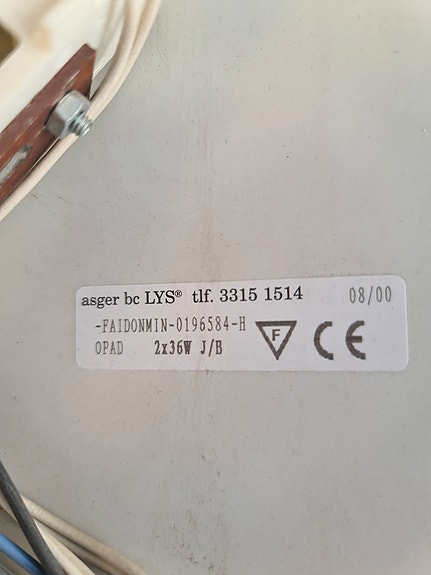 asger bc LYS® tlf. 3315 1514 08/00
-FAIDONMIN-0196584-H
OPAD 2x36W J/B
F CE